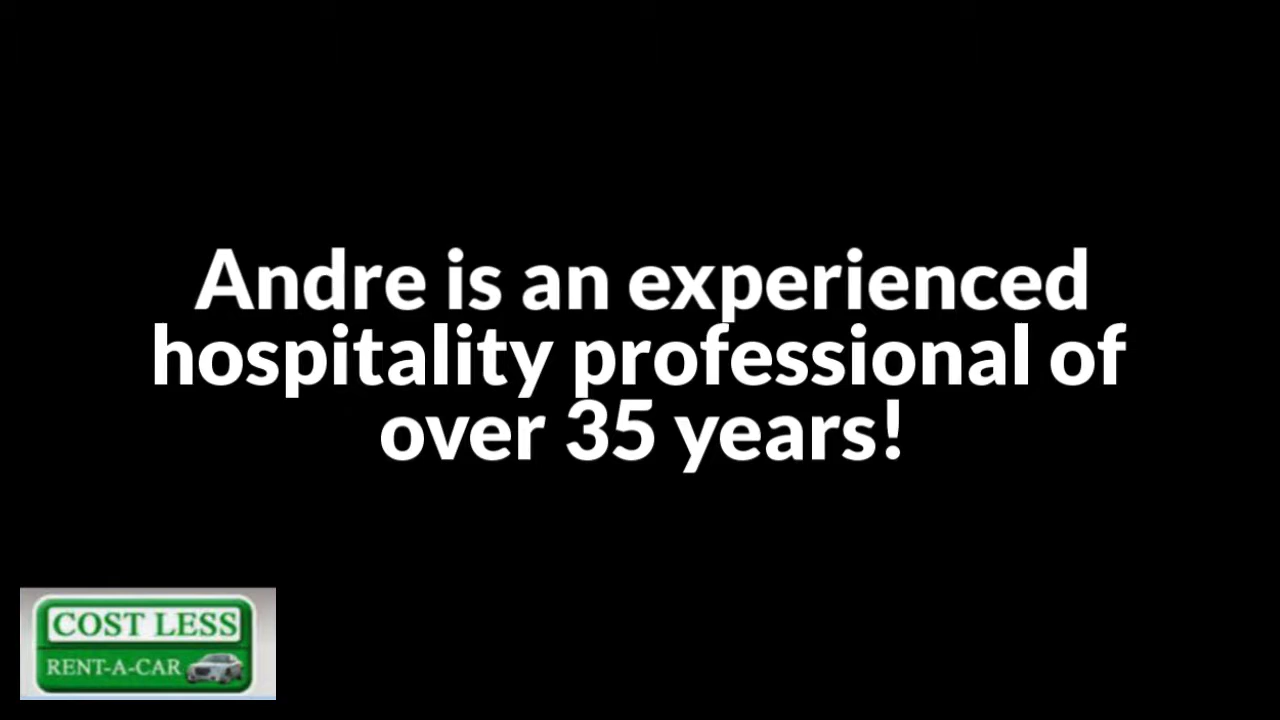 Andre is an experienced
hospitality professional of
over 35 years!
COST LESS
RENT-A-CAR